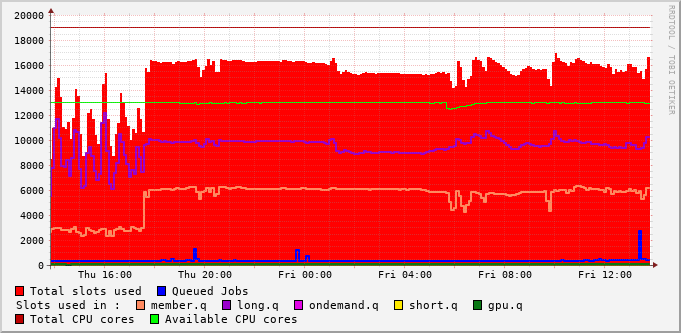 20000
18000
16000
14000
12000
10000
8000
6000
4000
2000
0
Thu 16:00 Thu 20:00 Fri 00:00 Fri 04:00 Fri 08:00 Fri 12:00
Total slots used Queued Jobs
Slots used in : member.q long.q ondemand.q short.q gpu.q
Total CPU cores Available CPU cores
RRDTOOL / TOBI OETIKER